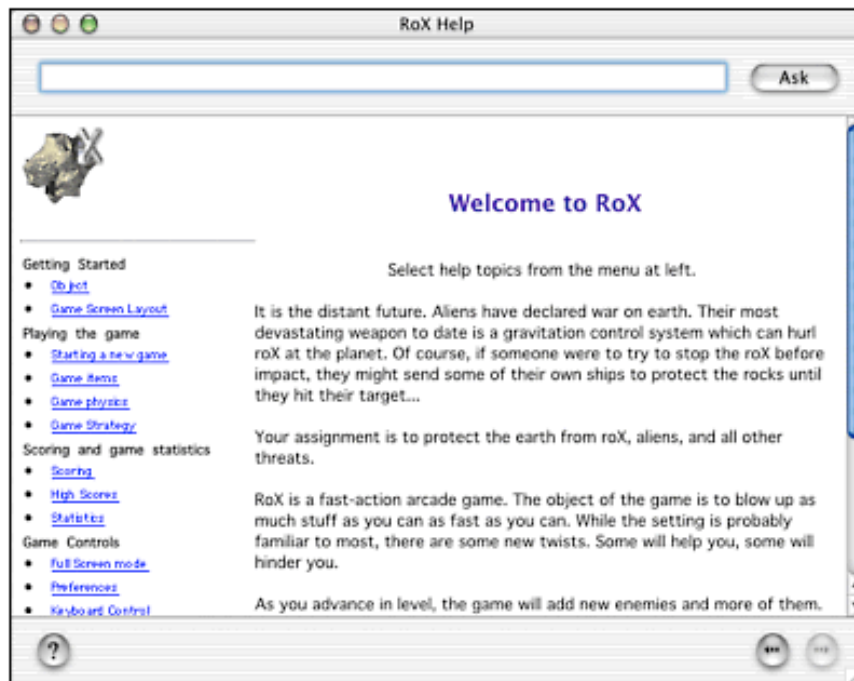 RoX Help
Ask
X
Welcome to RoX
Select help topics from the menu at left.
Getting Started
• Object
• Game Screen Layout
Playing the game
• Starting a new game
• Game items
• Game physics
• Game Strategy
Scoring and game statistics
• Scoring
• High Scores
• Statistics
Game Controls
• Full Screen mode
• Preferences
• Keyboard Control
It is the distant future. Aliens have declared war on earth. Their most
devastating weapon to date is a gravitation control system which can hurl
roX at the planet. Of course, if someone were to try to stop the roX before
impact, they might send some of their own ships to protect the rocks until
they hit their target...
Your assignment is to protect the earth from roX, aliens, and all other
threats.
RoX is a fast-action arcade game. The object of the game is to blow up as
much stuff as you can as fast as you can. While the setting is probably
familiar to most, there are some new twists. Some will help you, some will
hinder you.
As you advance in level, the game will add new enemies and more of them.
?